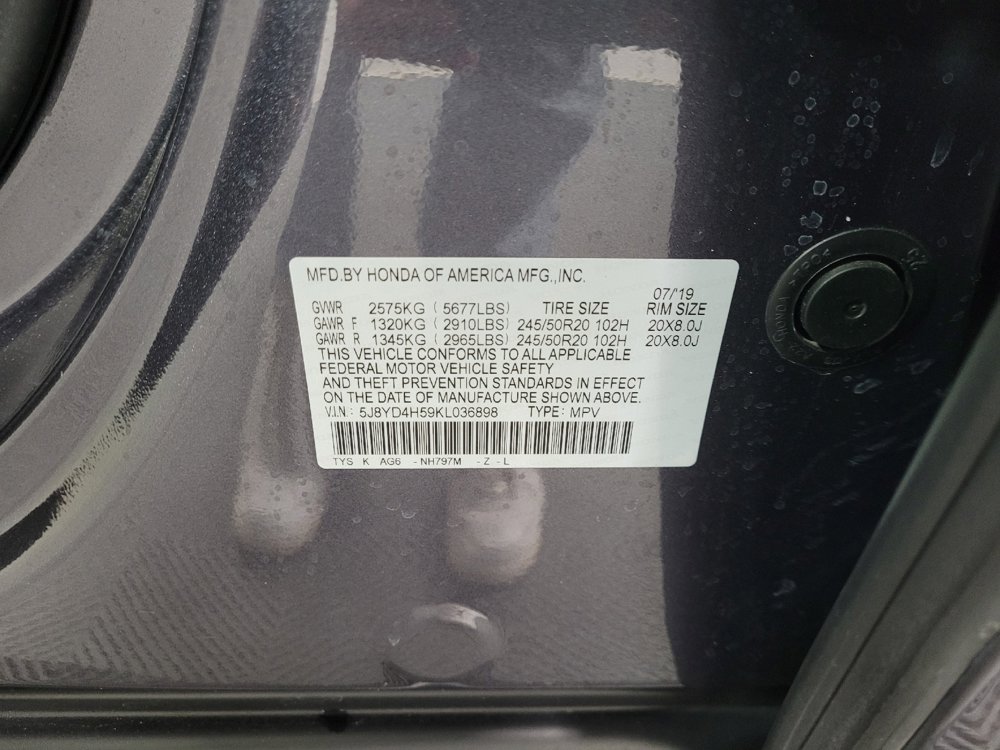 MFD.BY HONDA OF AMERICA MFG.,INC.
07/'19
GVWR 2575KG ( 5677LBS) TIRE SIZE RIM SIZE
GAWR F 1320KG ( 2910LBS) 245/50R20 102H 20X8.0J
GAWR R 1345KG ( 2965LBS) 245/50R20 102H 20X8.0J
THIS VEHICLE CONFORMS TO ALL APPLICABLE
FEDERAL MOTOR VEHICLE SAFETY
AND THEFT PREVENTION STANDARDS IN EFFECT
ON THE DATE OF MANUFACTURE SHOWN ABOVE.
V.I.N: 5J8YD4H59KL036898 TYPE: MPV
TYS K AG6 - NH797M - Z - L